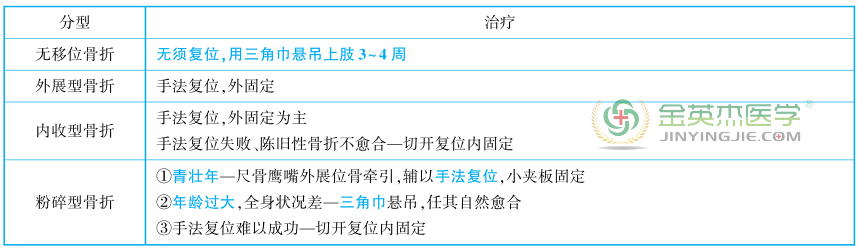 分型 治疗
无移位骨折 无须复位,用三角巾悬吊上肢3~4周
外展型骨折 手法复位,外固定
内收型骨折 手法复位,外固定为主
手法复位失败、陈旧性骨折不愈合—切开复位内固定
粉碎型骨折 ①青壮年—尺骨鹰嘴外展位骨牵引,辅以手法复位,小夹板固定
②年龄过大,全身状况差—三角巾悬吊,任其自然愈合
③手法复位难以成功—切开复位内固定
金英杰医学®
JINYINGJIE.COM